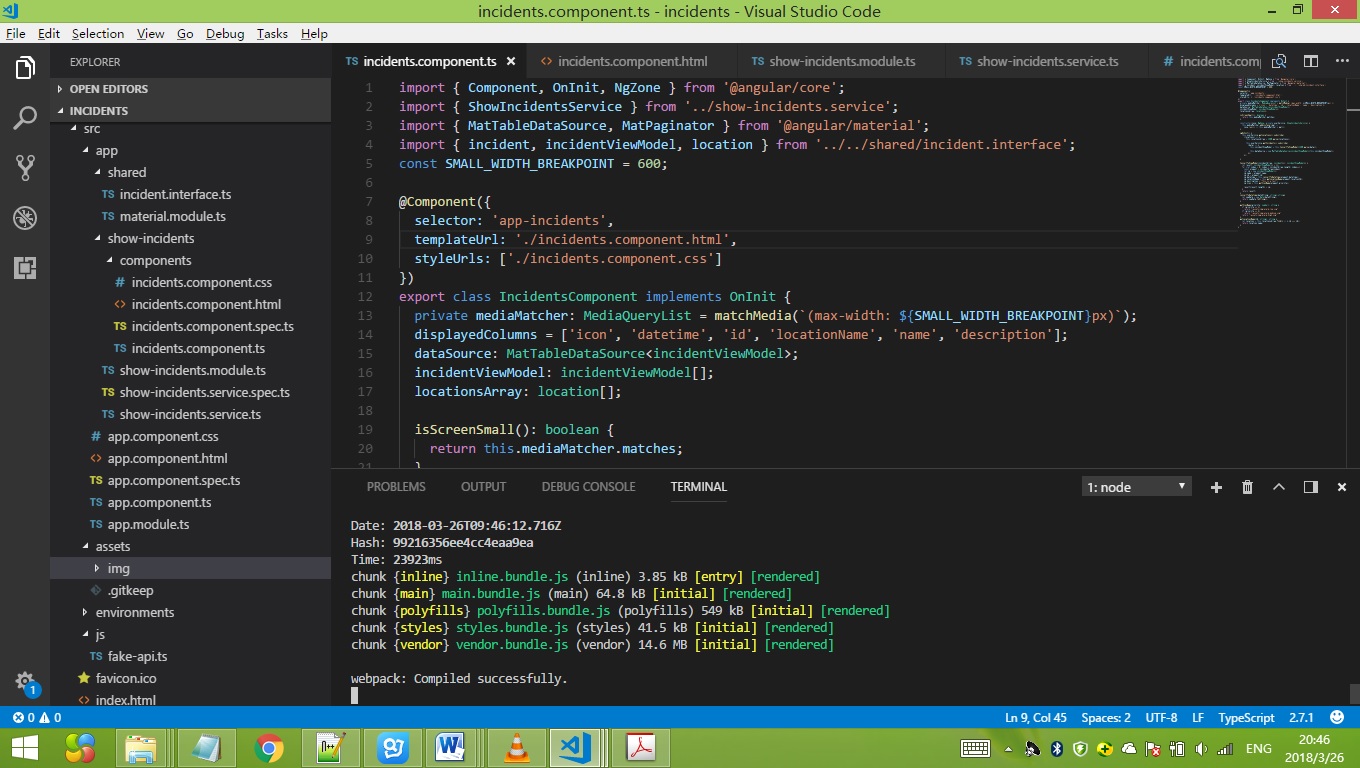 incidents.component.ts - incidents - Visual Studio Code
File Edit Selection View Go Debug Tasks Help
EXPLORER
OPEN EDITORS
INCIDENTS
src
app
shared
TS incident.interface.ts
TS material.module.ts
show-incidents
components
# incidents.component.css
<> incidents.component.html
TS incidents.component.spec.ts
TS incidents.component.ts
TS show-incidents.module.ts
TS show-incidents.service.spec.ts
TS show-incidents.service.ts
# app.component.css
<> app.component.html
TS app.component.spec.ts
TS app.component.ts
TS app.module.ts
assets
img
.gitkeep
environments
js
TS fake-api.ts
favicon.ico
<> index.html
TS incidents.component.ts × <> incidents.component.html TS show-incidents.module.ts TS show-incidents.service.ts # incidents.comp
1 import { Component, OnInit, NgZone } from '@angular/core';
2 import { ShowIncidentsService } from '../show-incidents.service';
3 import { MatTableDataSource, MatPaginator } from '@angular/material';
4 import { incident, incidentViewModel, location } from '../../shared/incident.interface';
5 const SMALL_WIDTH_BREAKPOINT = 600;
6
7 @Component({
8 selector: 'app-incidents',
9 templateUrl: './incidents.component.html',
10 styleUrls: ['./incidents.component.css']
11 })
12 export class IncidentsComponent implements OnInit {
13 private mediaMatcher: MediaQueryList = matchMedia(`(max-width: ${SMALL_WIDTH_BREAKPOINT}px)`);
14 displayedColumns = ['icon', 'datetime', 'id', 'locationName', 'name', 'description'];
15 dataSource: MatTableDataSource<incidentViewModel>;
16 incidentViewModel: incidentViewModel[];
17 locationsArray: location[];
18
19 isScreenSmall(): boolean {
20 return this.mediaMatcher.matches;
21 }
PROBLEMS OUTPUT DEBUG CONSOLE TERMINAL 1: node
Date: 2018-03-26T09:46:12.716Z
Hash: 99216356ee4cc4eaa9ea
Time: 23923ms
chunk {inline} inline.bundle.js (inline) 3.85 kB [entry] [rendered]
chunk {main} main.bundle.js (main) 64.8 kB [initial] [rendered]
chunk {polyfills} polyfills.bundle.js (polyfills) 549 kB [initial] [rendered]
chunk {styles} styles.bundle.js (styles) 41.5 kB [initial] [rendered]
chunk {vendor} vendor.bundle.js (vendor) 14.6 MB [initial] [rendered]
webpack: Compiled successfully.
1
0 0 Ln 9, Col 45 Spaces: 2 UTF-8 LF TypeScript 2.7.1
ENG
20:46
2018/3/26